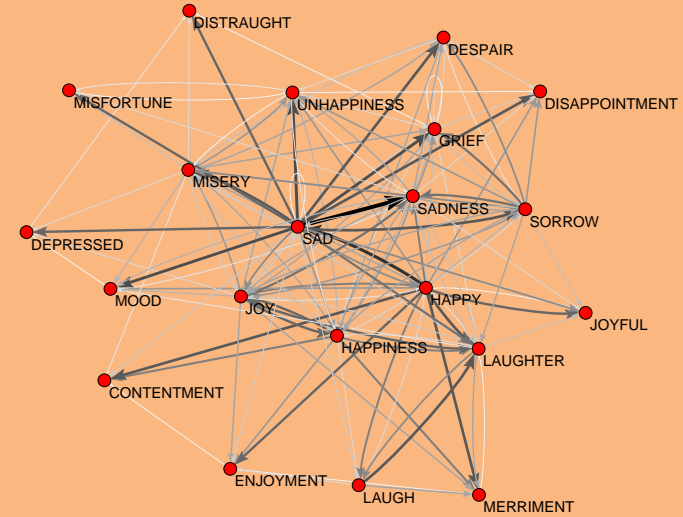 DISTRAUGHT
DESPAIR
MISFORTUNE
UNHAPPINESS
DISAPPOINTMENT
GRIEF
MISERY
SADNESS
SORROW
SAD
DEPRESSED
MOOD
JOY
HAPPY
JOYFUL
HAPPINESS
LAUGHTER
CONTENTMENT
ENJOYMENT
LAUGH
MERRIMENT